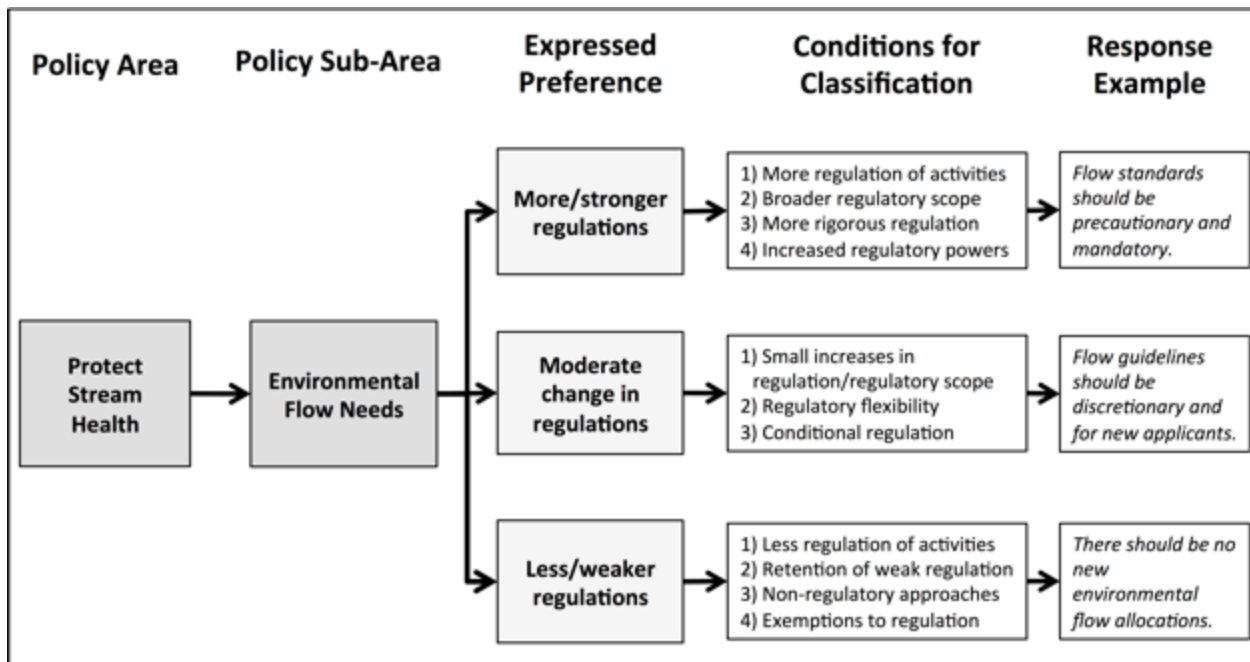 Policy Area
Policy Sub-Area
Expressed
Preference
Conditions for
Classification
Response
Example
Protect
Stream
Health
Environmental
Flow Needs
More/stronger
regulations
1) More regulation of activities
2) Broader regulatory scope
3) More rigorous regulation
4) Increased regulatory powers
Flow standards
should be
precautionary and
mandatory.
Moderate
change in
regulations
1) Small increases in
regulation/regulatory scope
2) Regulatory flexibility
3) Conditional regulation
Flow guidelines
should be
discretionary and
for new applicants.
Less/weaker
regulations
1) Less regulation of activities
2) Retention of weak regulation
3) Non-regulatory approaches
4) Exemptions to regulation
There should be no
new
environmental
flow allocations.